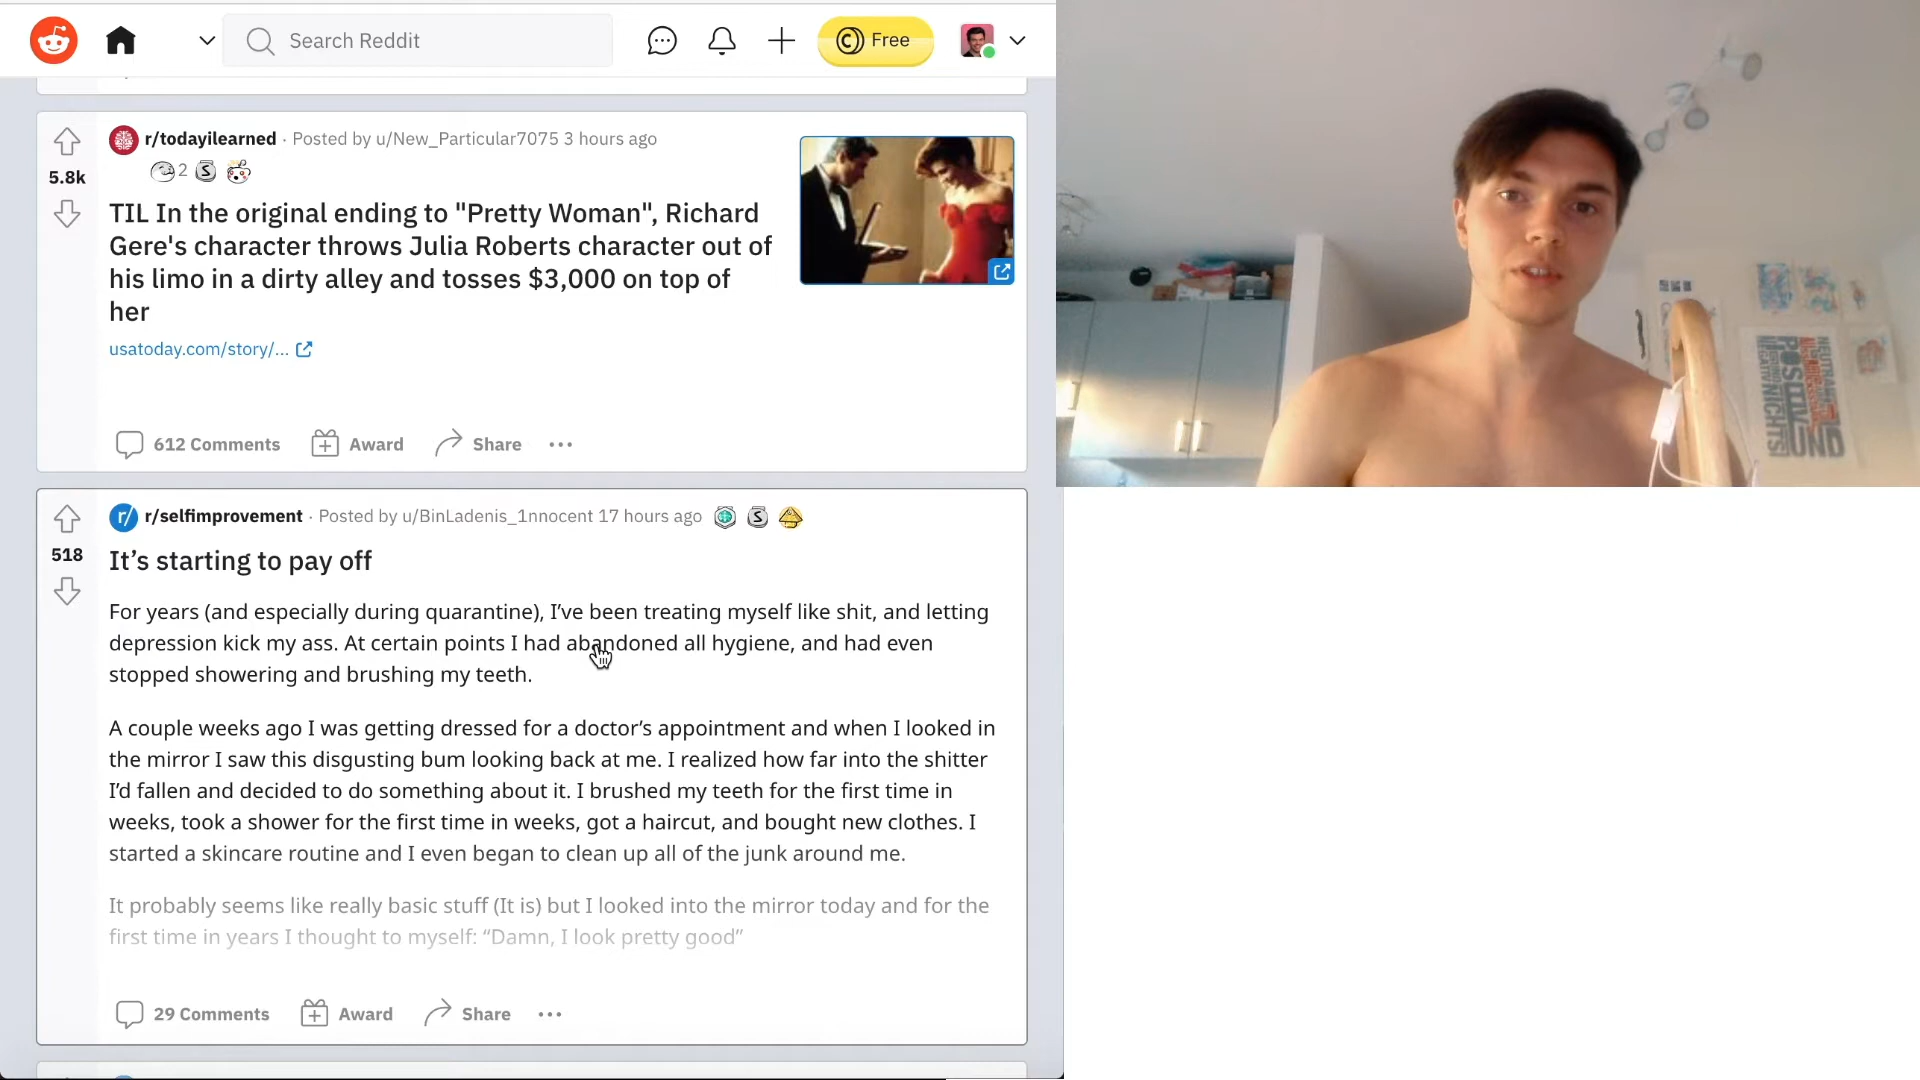 Search Reddit
Free
r/todayilearned · Posted by u/New_Particular7075 3 hours ago
2
5.8k
TIL In the original ending to "Pretty Woman", Richard
Gere's character throws Julia Roberts character out of
his limo in a dirty alley and tosses $3,000 on top of
her
usatoday.com/story/...
612 Comments Award Share
r/ r/selfimprovement · Posted by u/BinLadenis_1nnocent 17 hours ago
518
It’s starting to pay off
For years (and especially during quarantine), I’ve been treating myself like shit, and letting
depression kick my ass. At certain points I had abandoned all hygiene, and had even
stopped showering and brushing my teeth.
A couple weeks ago I was getting dressed for a doctor’s appointment and when I looked in
the mirror I saw this disgusting bum looking back at me. I realized how far into the shitter
I’d fallen and decided to do something about it. I brushed my teeth for the first time in
weeks, took a shower for the first time in weeks, got a haircut, and bought new clothes. I
started a skincare routine and I even began to clean up all of the junk around me.
It probably seems like really basic stuff (It is) but I looked into the mirror today and for the
first time in years I thought to myself: “Damn, I look pretty good”
29 Comments Award Share